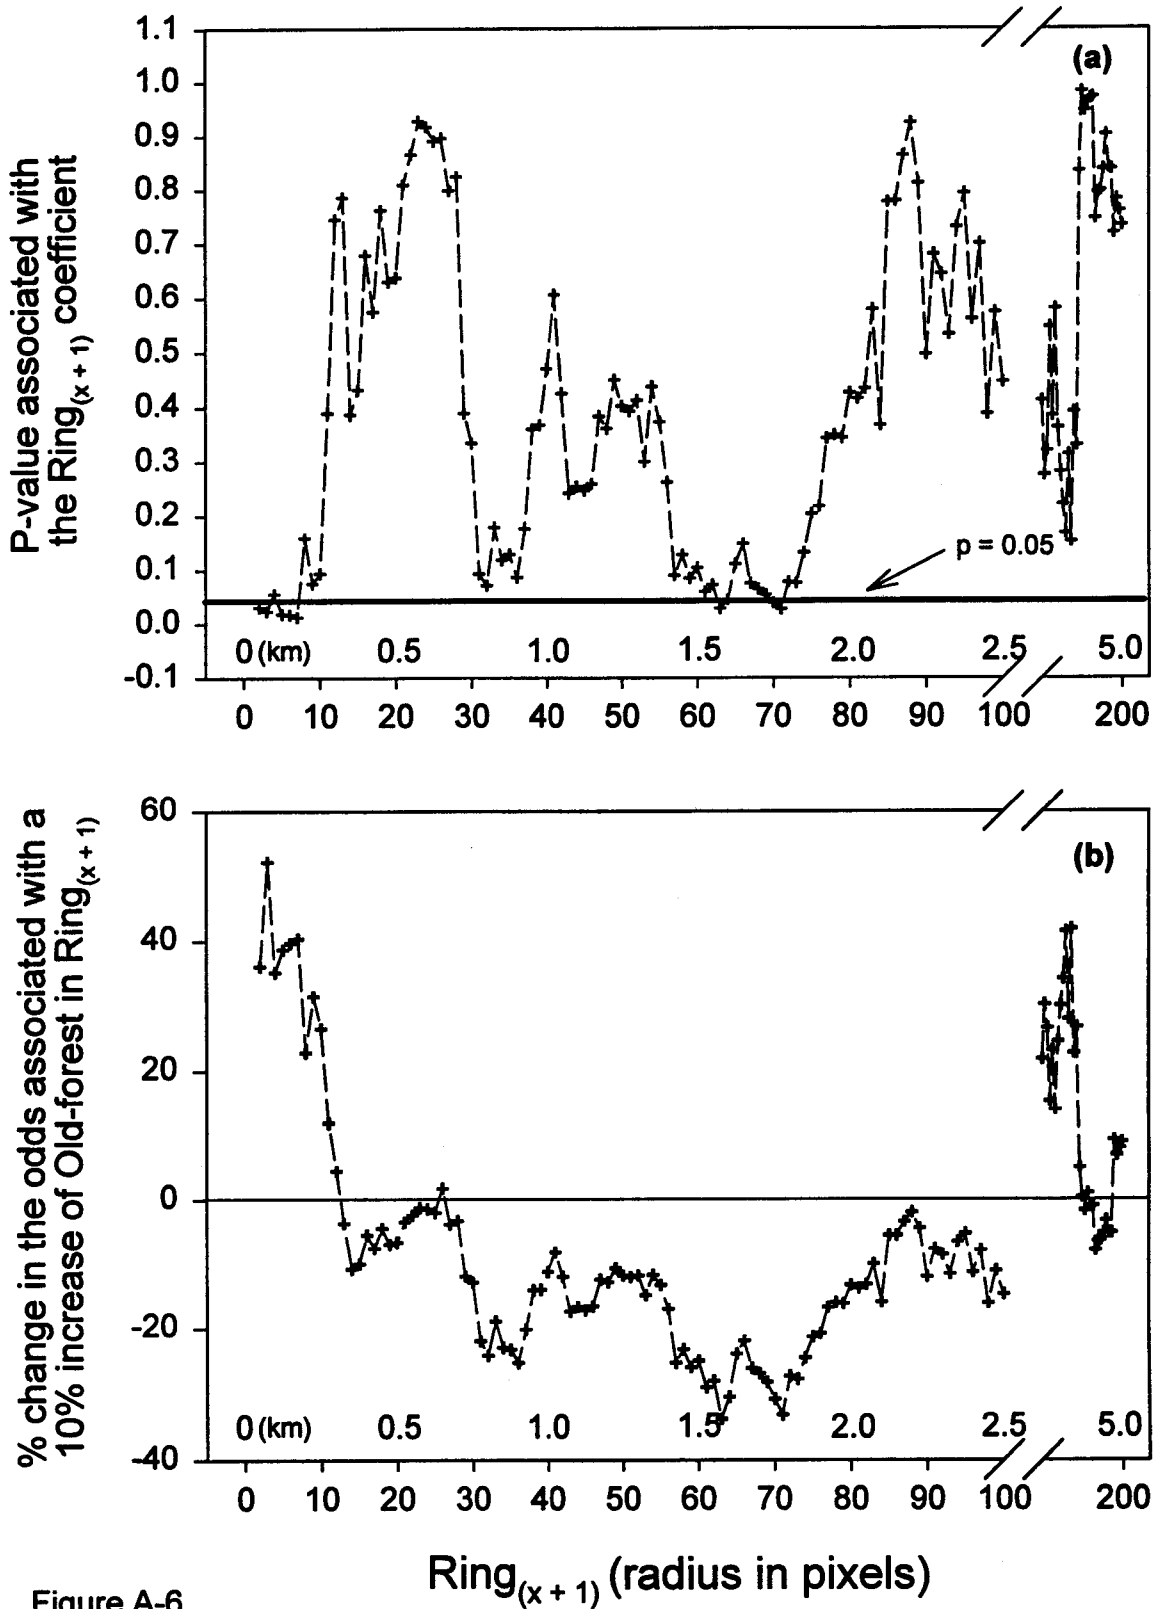 1.1
1.0
0.9
0.8
0.7
0.6
0.5
0.4
0.3
0.2
0.1
0.0
-0.1
P-value associated with
the Ring(x + 1) coefficient
(a)
p = 0.05
0 (km) 0.5 1.0 1.5 2.0 2.5 5.0
0 10 20 30 40 50 60 70 80 90 100 200
60
40
20
0
-20
-40
% change in the odds associated with a
10% increase of Old-forest in Ring(x + 1)
(b)
0 (km) 0.5 1.0 1.5 2.0 2.5 5.0
0 10 20 30 40 50 60 70 80 90 100 200
Ring(x + 1) (radius in pixels)
Figure A-6